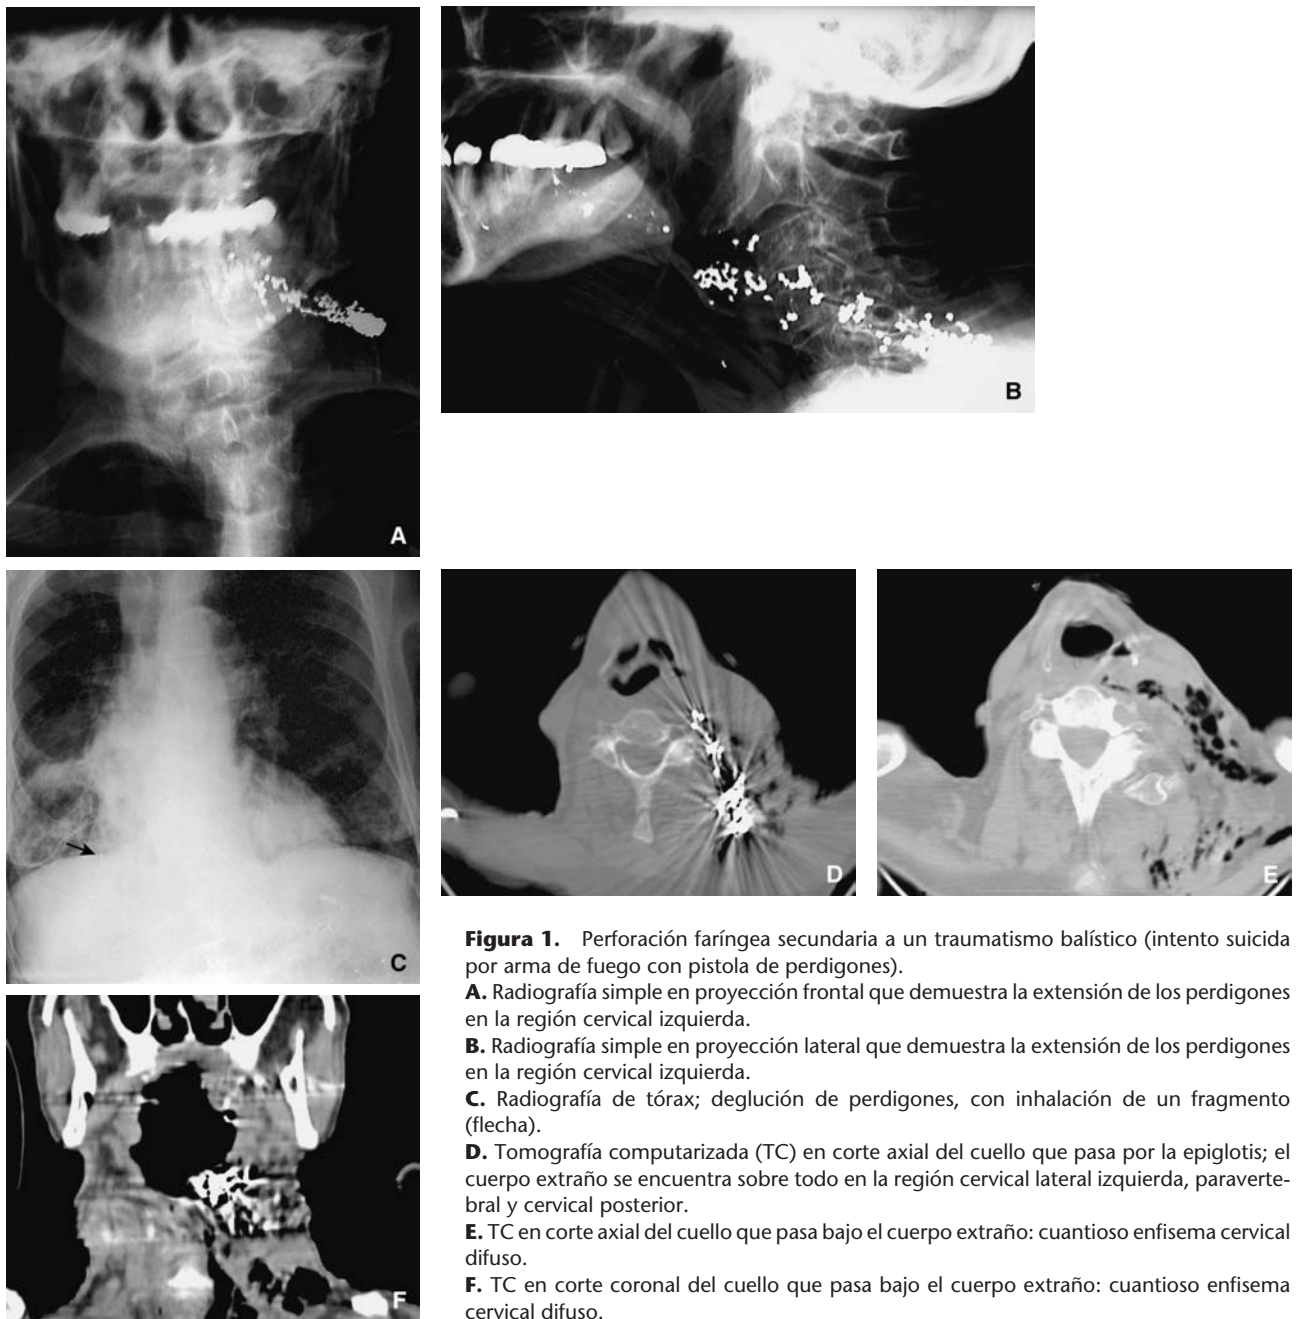 A
B
C
D
E
F
Figura 1. Perforación faríngea secundaria a un traumatismo balístico (intento suicida
por arma de fuego con pistola de perdigones).
A. Radiografía simple en proyección frontal que demuestra la extensión de los perdigones
en la región cervical izquierda.
B. Radiografía simple en proyección lateral que demuestra la extensión de los perdigones
en la región cervical izquierda.
C. Radiografía de tórax; deglución de perdigones, con inhalación de un fragmento
(flecha).
D. Tomografía computarizada (TC) en corte axial del cuello que pasa por la epiglotis; el
cuerpo extraño se encuentra sobre todo en la región cervical lateral izquierda, paraverte-
bral y cervical posterior.
E. TC en corte axial del cuello que pasa bajo el cuerpo extraño: cuantioso enfisema cervical
difuso.
F. TC en corte coronal del cuello que pasa bajo el cuerpo extraño: cuantioso enfisema
cervical difuso.